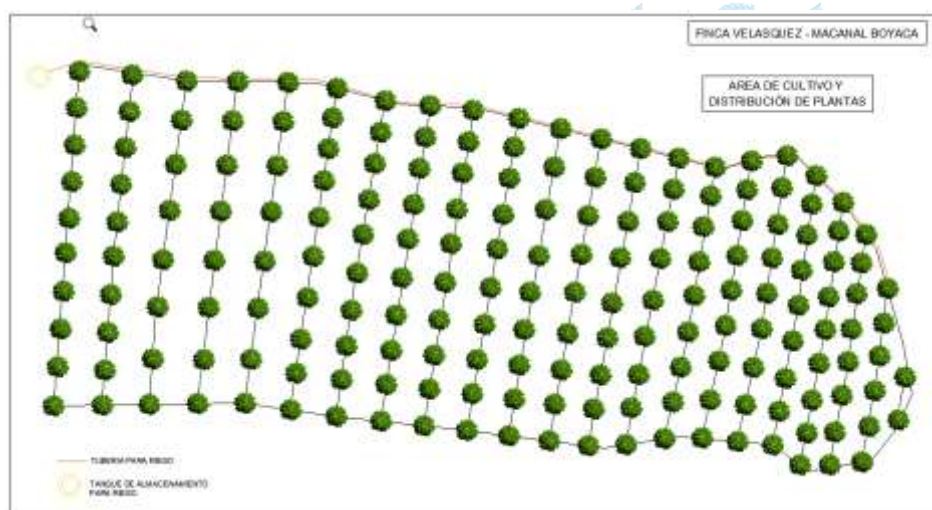 FINCA VELASQUEZ - MACANAL BOYACA
AREA DE CULTIVO Y
DISTRIBUCIÓN DE PLANTAS
TUBERIA PARA RIEGO
TANQUE DE ALMACENAMIENTO
PARA RIEGO.